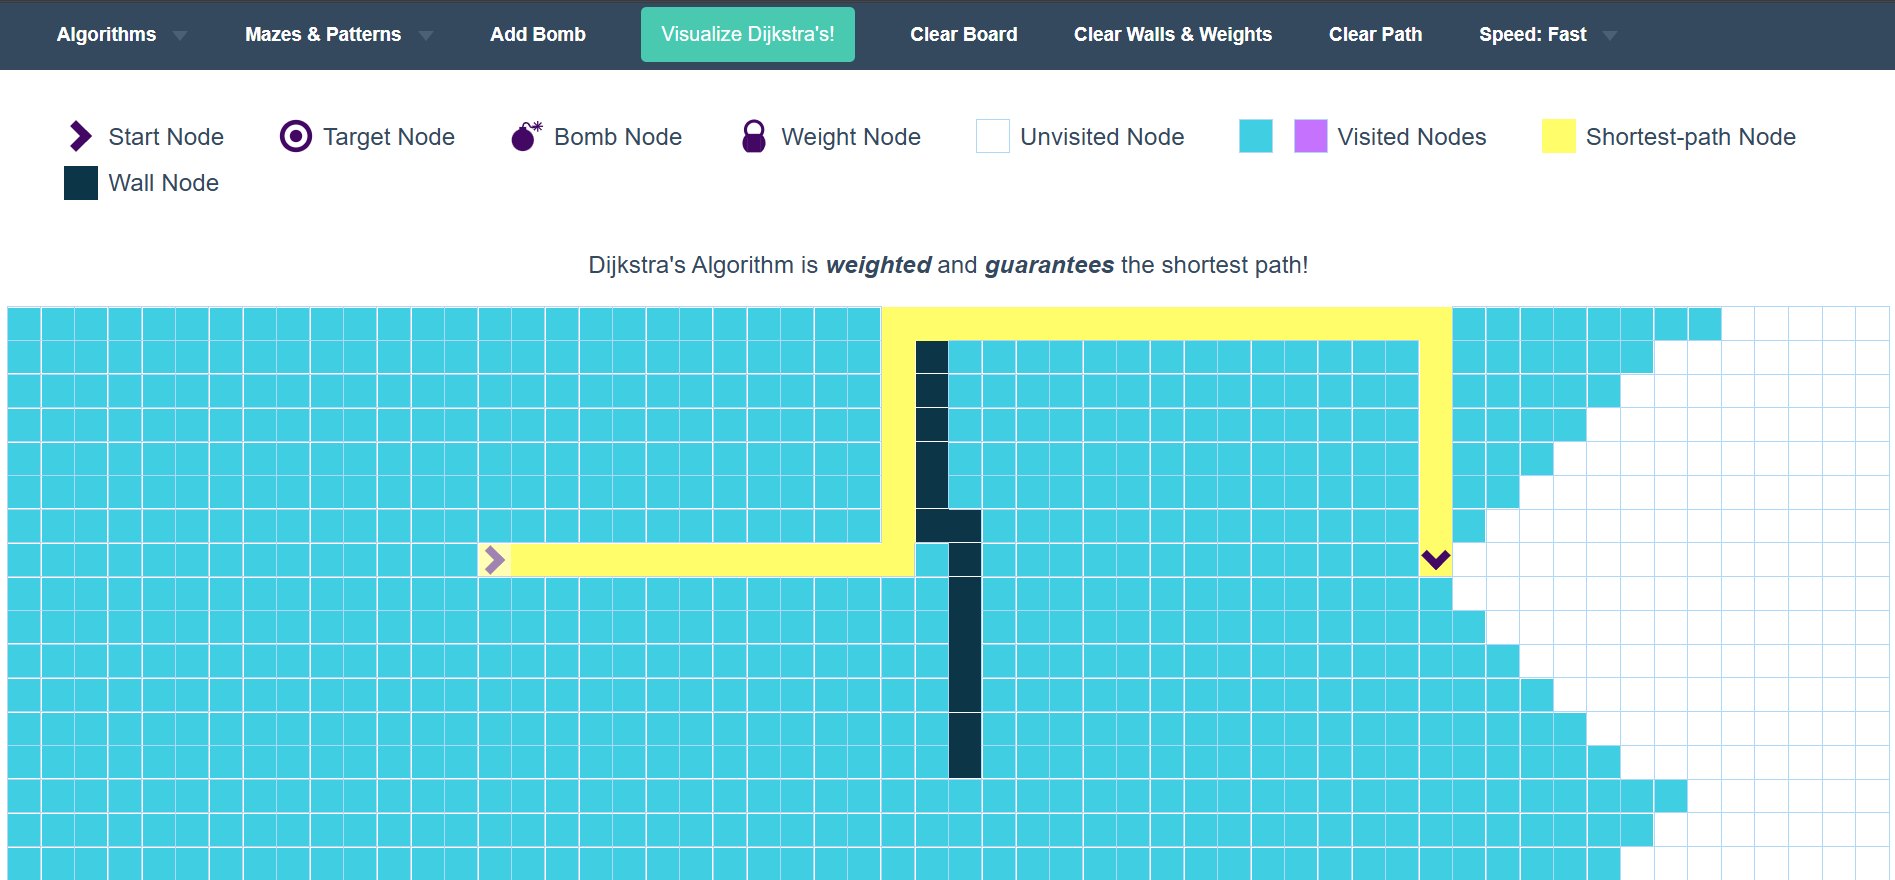 Algorithms Mazes & Patterns Add Bomb Visualize Dijkstra's! Clear Board Clear Walls & Weights Clear Path Speed: Fast
Start Node Target Node Bomb Node Weight Node Unvisited Node Visited Nodes Shortest-path Node
Wall Node
Dijkstra's Algorithm is weighted and guarantees the shortest path!